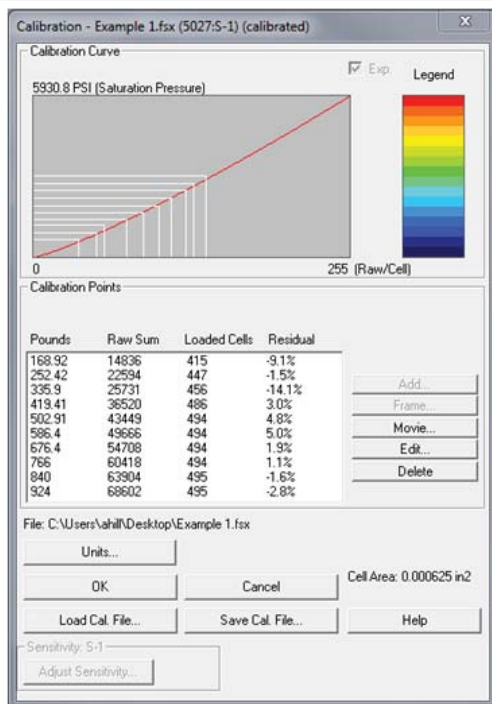 Calibration - Example 1.fsx (5027:S-1) (calibrated)
Calibration Curve
Exp. Legend
5930.8 PSI (Saturation Pressure)
0 255 (Raw/Cell)
Calibration Points
Pounds Raw Sum Loaded Cells Residual
168.92 14836 415 -9.1%
252.42 22594 447 -1.5%
335.9 25731 456 -14.1%
419.41 36520 486 3.0%
502.91 43449 494 4.8%
586.4 49666 494 5.0%
676.4 54708 494 1.9%
766 60418 494 1.1%
840 63904 495 -1.6%
924 68602 495 -2.8%
Add...
Frame...
Movie...
Edit...
Delete
File: C:\Users\ahill\Desktop\Example 1.fsx
Units...
OK Cancel Cell Area: 0.000625 in2
Load Cal. File... Save Cal. File... Help
Sensitivity: S-1
Adjust Sensitivity...